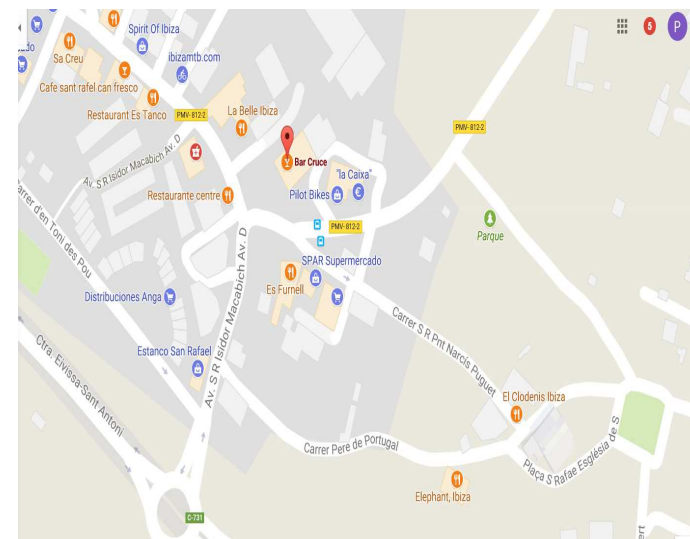 Spirit Of Ibiza
5
P
Sa Creu
ibizamtb.com
Cafe sant rafel can fresco
Restaurant Es Tanco
PMV-812-2
La Belle Ibiza
PMV-812-2
Bar Cruce
"la Caixa"
Av. S R Isidor Macabich Av. D
Restaurante centre
Pilot Bikes
PMV-812-2
Parque
Carrer d'en Toni des Pou
SPAR Supermercado
Es Furnell
Distribuciones Anga
Av. S R Isidor Macabich Av. D
Carrer S R Pnt Narcís Puguet
Ctra. Eivissa-Sant Antoni
Estanco San Rafael
El Clodenis Ibiza
Carrer Pere de Portugal
Plaça S Rafae Església de S
Elephant, Ibiza
C-731